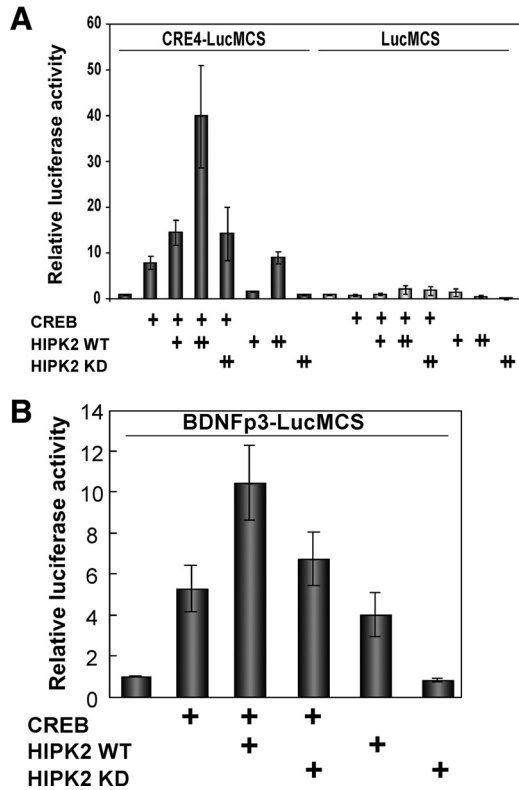 A
CRE4-LucMCS LucMCS
Relative luciferase activity
60
50
40
30
20
10
0
CREB + + + + + + + +
HIPK2 WT + ++ + ++ + ++ + ++
HIPK2 KD ++ ++ ++ ++
B
BDNFp3-LucMCS
Relative luciferase activity
14
12
10
8
6
4
2
0
CREB + + +
HIPK2 WT + +
HIPK2 KD + +